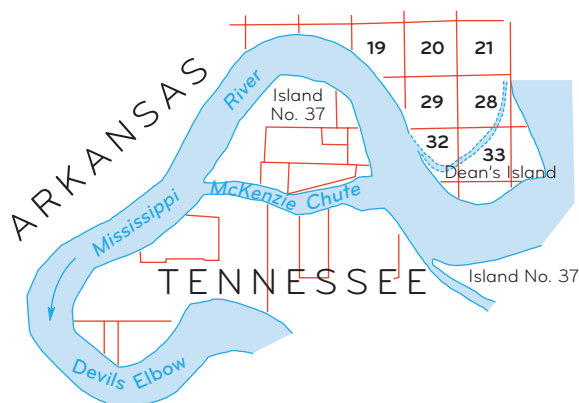 19 20 21
ARKANSAS
River
Island
No. 37
29 28
32
33
Dean's Island
McKenzie Chute
Mississippi
TENNESSEE
Island No. 37
Devils Elbow